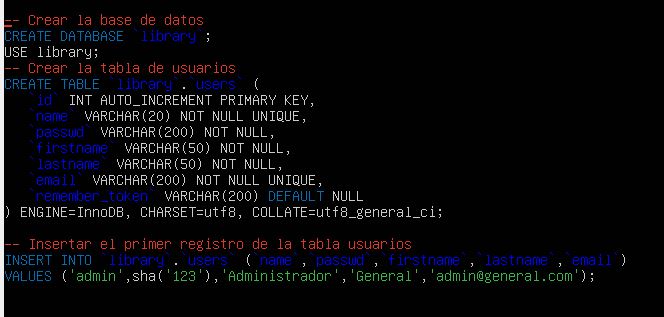 -- Crear la base de datos
CREATE DATABASE `library`;
USE library;
-- Crear la tabla de usuarios
CREATE TABLE `library`.`users` (
`id` INT AUTO_INCREMENT PRIMARY KEY,
`name` VARCHAR(20) NOT NULL UNIQUE,
`passwd` VARCHAR(200) NOT NULL,
`firstname` VARCHAR(50) NOT NULL,
`lastname` VARCHAR(50) NOT NULL,
`email` VARCHAR(200) NOT NULL UNIQUE,
`remember_token` VARCHAR(200) DEFAULT NULL
) ENGINE=InnoDB, CHARSET=utf8, COLLATE=utf8_general_ci;
-- Insertar el primer registro de la tabla usuarios
INSERT INTO `library`.`users` (`name`,`passwd`,`firstname`,`lastname`,`email`)
VALUES ('admin',sha('123'),'Administrador','General','admin@general.com');